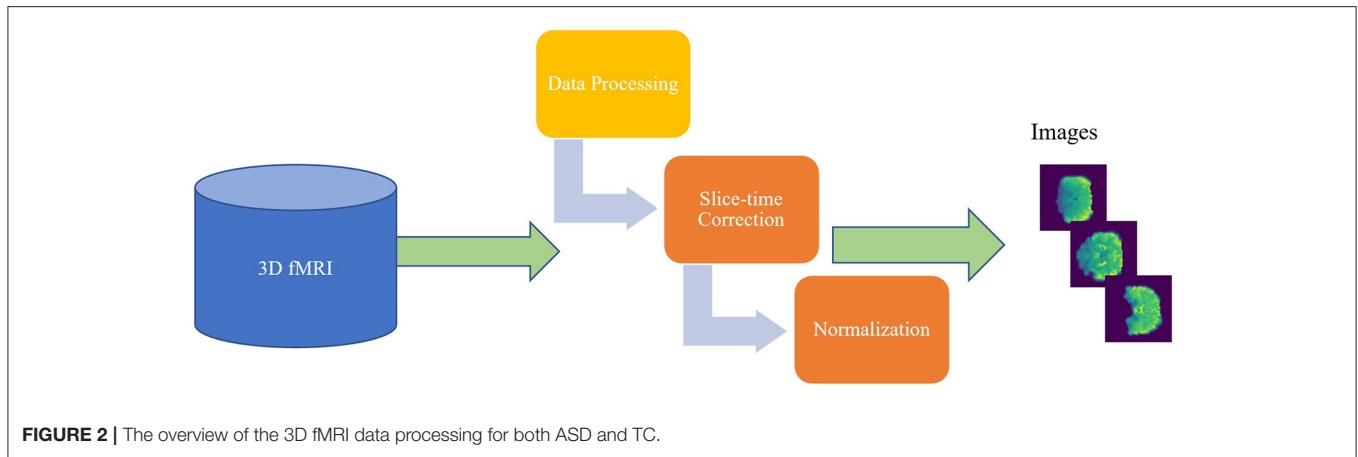 3D fMRI
Data Processing
Slice-time
Correction
Normalization
Images
FIGURE 2 | The overview of the 3D fMRI data processing for both ASD and TC.